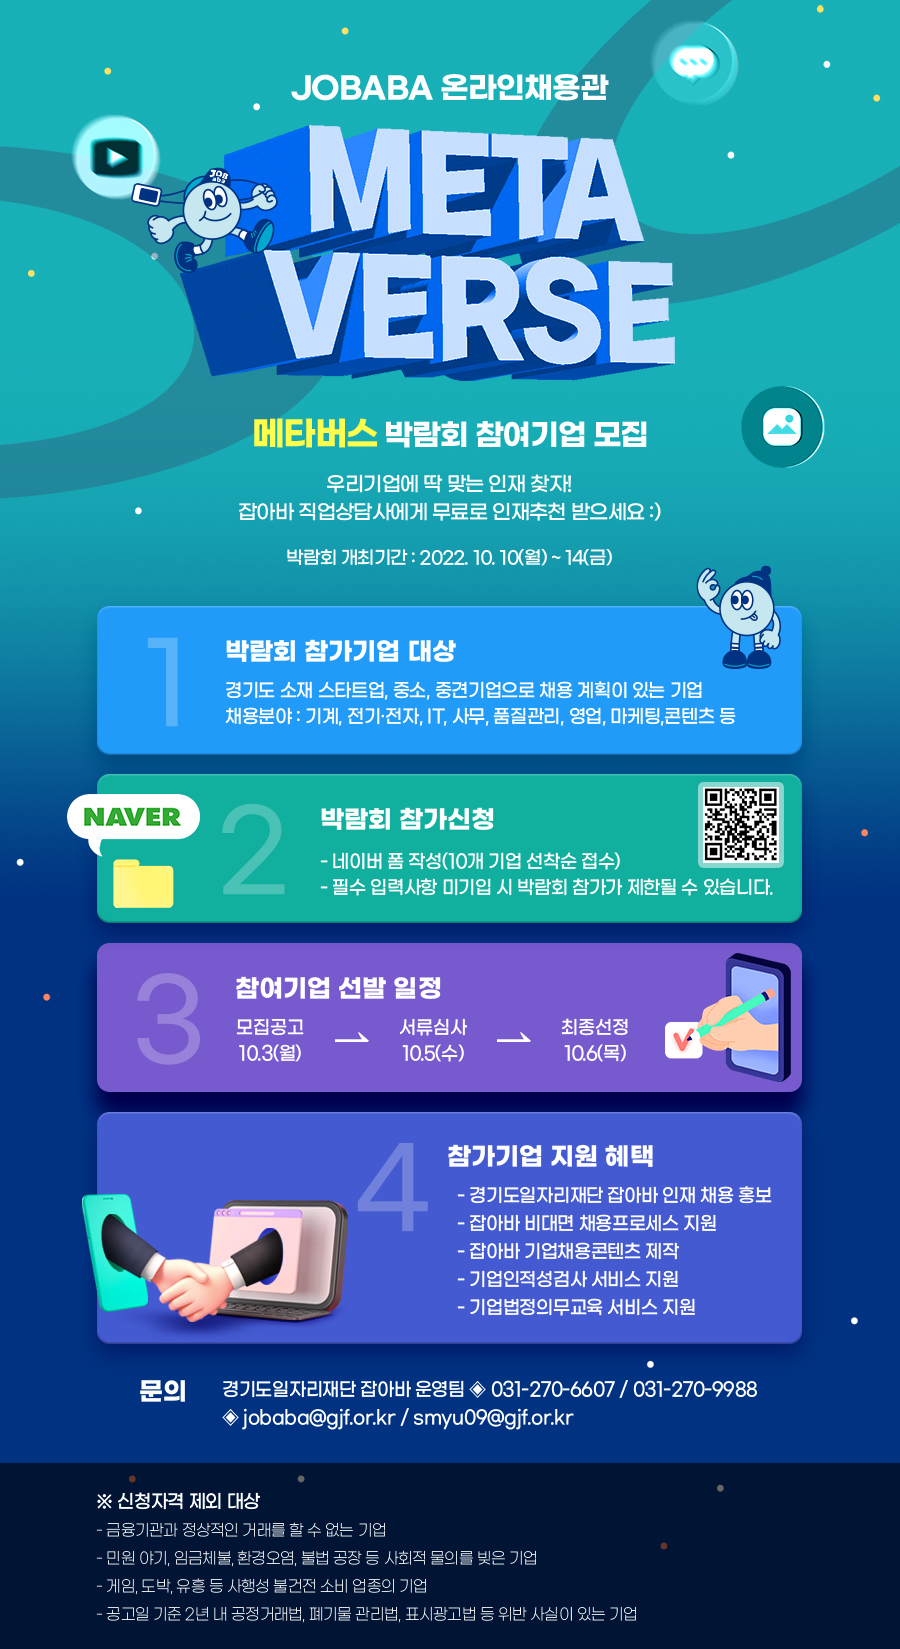 JOBABA 온라인채용관
META
JOB
aba
VERSE
메타버스 박람회 참여기업 모집
우리기업에 딱 맞는 인재 찾자!
잡아바 직업상담사에게 무료로 인재추천 받으세요 :)
박람회 개최기간 : 2022. 10. 10(월) ~ 14(금)
1
박람회 참가기업 대상
경기도 소재 스타트업, 중소, 중견기업으로 채용 계획이 있는 기업
채용분야 : 기계, 전기·전자, IT, 사무, 품질관리, 영업, 마케팅,콘텐츠 등
NAVER
2
박람회 참가신청
- 네이버 폼 작성(10개 기업 선착순 접수)
- 필수 입력사항 미기입 시 박람회 참가가 제한될 수 있습니다.
3
참여기업 선발 일정
모집공고 → 서류심사 → 최종선정
10.3(월) 10.5(수) 10.6(목)
4
참가기업 지원 혜택
- 경기도일자리재단 잡아바 인재 채용 홍보
- 잡아바 비대면 채용프로세스 지원
- 잡아바 기업채용콘텐츠 제작
- 기업인적성검사 서비스 지원
- 기업법정의무교육 서비스 지원
문의 경기도일자리재단 잡아바 운영팀 ◈ 031-270-6607 / 031-270-9988
◈ jobaba@gjf.or.kr / smyu09@gjf.or.kr
※ 신청자격 제외 대상
- 금융기관과 정상적인 거래를 할 수 없는 기업
- 민원 야기, 임금체불, 환경오염, 불법 공장 등 사회적 물의를 빚은 기업
- 게임, 도박, 유흥 등 사행성 불건전 소비 업종의 기업
- 공고일 기준 2년 내 공정거래법, 폐기물 관리법, 표시광고법 등 위반 사실이 있는 기업